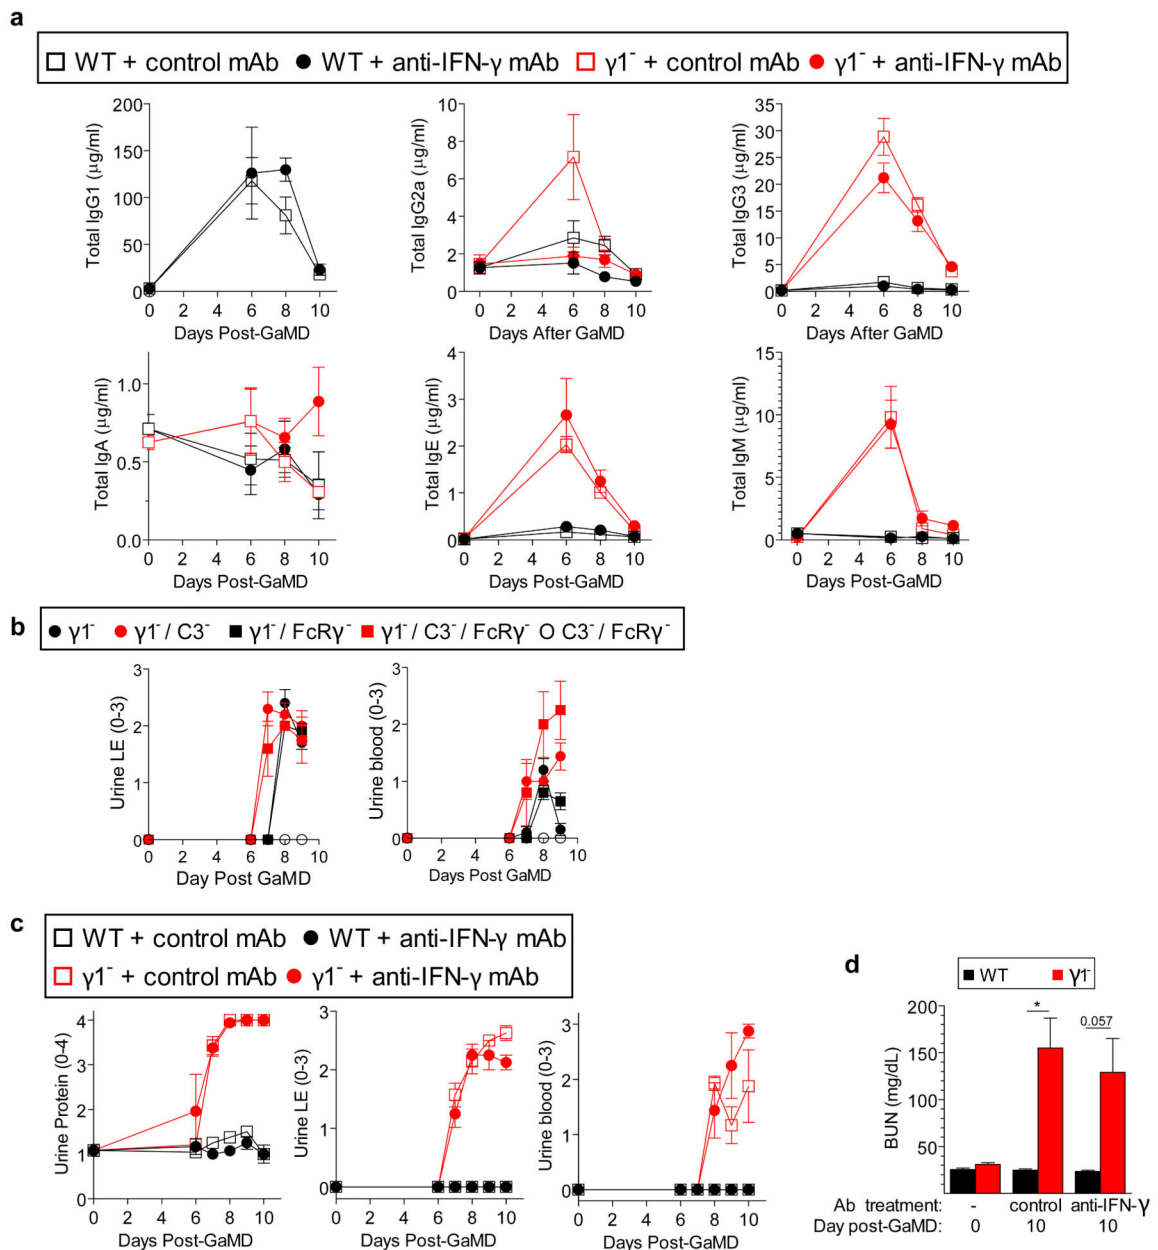 a
WT + control mAb WT + anti-IFN-γ mAb γ1⁻ + control mAb γ1⁻ + anti-IFN-γ mAb
Total IgG1 (μg/ml)
200
150
100
50
0
0 2 4 6 8 10
Days Post-GaMD
Total IgG2a (μg/ml)
10
8
6
4
2
0
0 2 4 6 8 10
Days After GaMD
Total IgG3 (μg/ml)
35
30
25
20
15
10
5
0
0 2 4 6 8 10
Days After GaMD
Total IgA (μg/ml)
1.0
0.5
0.0
0 2 4 6 8 10
Days Post-GaMD
Total IgE (μg/ml)
4
3
2
1
0
0 2 4 6 8 10
Days Post-GaMD
Total IgM (μg/ml)
15
10
5
0
0 2 4 6 8 10
Days Post-GaMD
b
γ1⁻ γ1⁻/ C3⁻ γ1⁻/ FcRγ⁻ γ1⁻/ C3⁻/ FcRγ⁻ C3⁻/ FcRγ⁻
Urine LE (0-3)
3
2
1
0
0 2 4 6 8 10
Day Post GaMD
Urine blood (0-3)
3
2
1
0
0 2 4 6 8 10
Days Post GaMD
c
WT + control mAb WT + anti-IFN-γ mAb
γ1⁻ + control mAb γ1⁻ + anti-IFN-γ mAb
Urine Protein (0-4)
4
3
2
1
0
0 2 4 6 8 10
Days Post-GaMD
Urine LE (0-3)
3
2
1
0
0 2 4 6 8 10
Days Post-GaMD
Urine blood (0-3)
3
2
1
0
0 2 4 6 8 10
Days Post-GaMD
d
WT γ1⁻
BUN (mg/dL)
200
150
100
50
* 0.057
Ab treatment: - control anti-IFN-γ
Day post-GaMD: 0 10 10